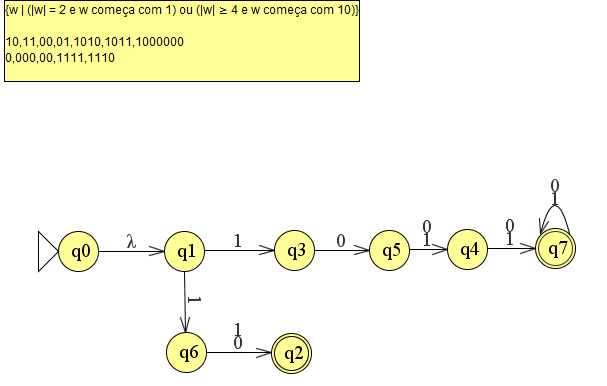 {w | (|w| = 2 e w começa com 1) ou (|w| ≥ 4 e w começa com 10)}
10,11,00,01,1010,1011,1000000
0,000,00,1111,1110
0
1
q0
λ
q1
1
q3
0
q5
0
1
q4
0
1
q7
1
q6
1
0
q2